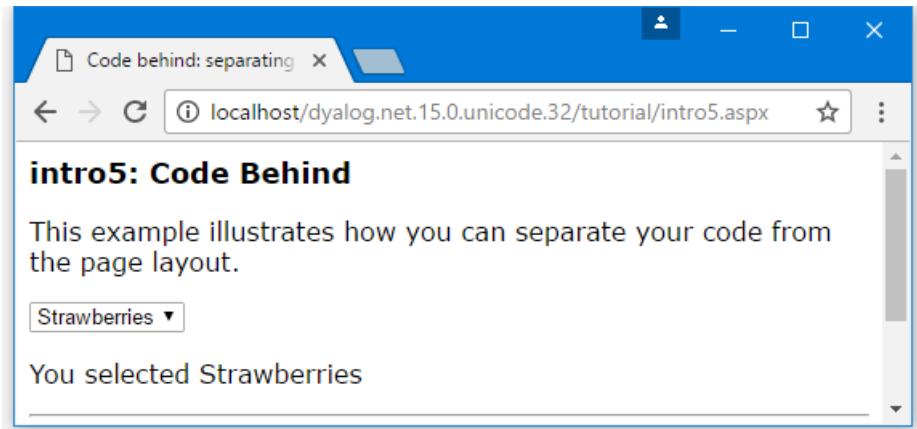 Code behind: separating
localhost/dyalog.net.15.0.unicode.32/tutorial/intro5.aspx
intro5: Code Behind
This example illustrates how you can separate your code from
the page layout.
Strawberries
You selected Strawberries